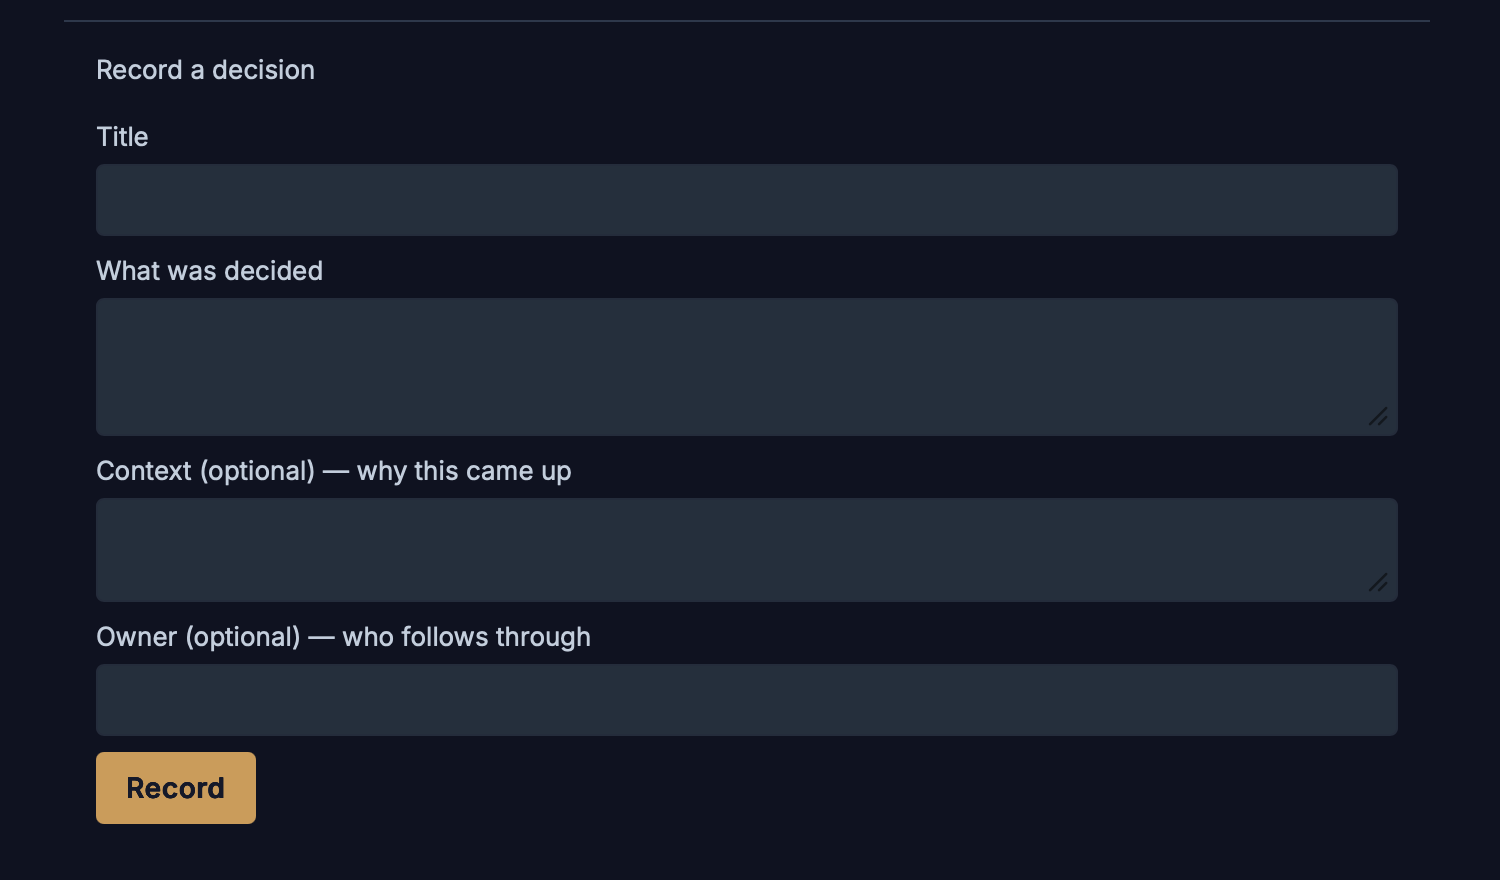 Record a decision
Title
What was decided
Context (optional) — why this came up
Owner (optional) — who follows through
Record